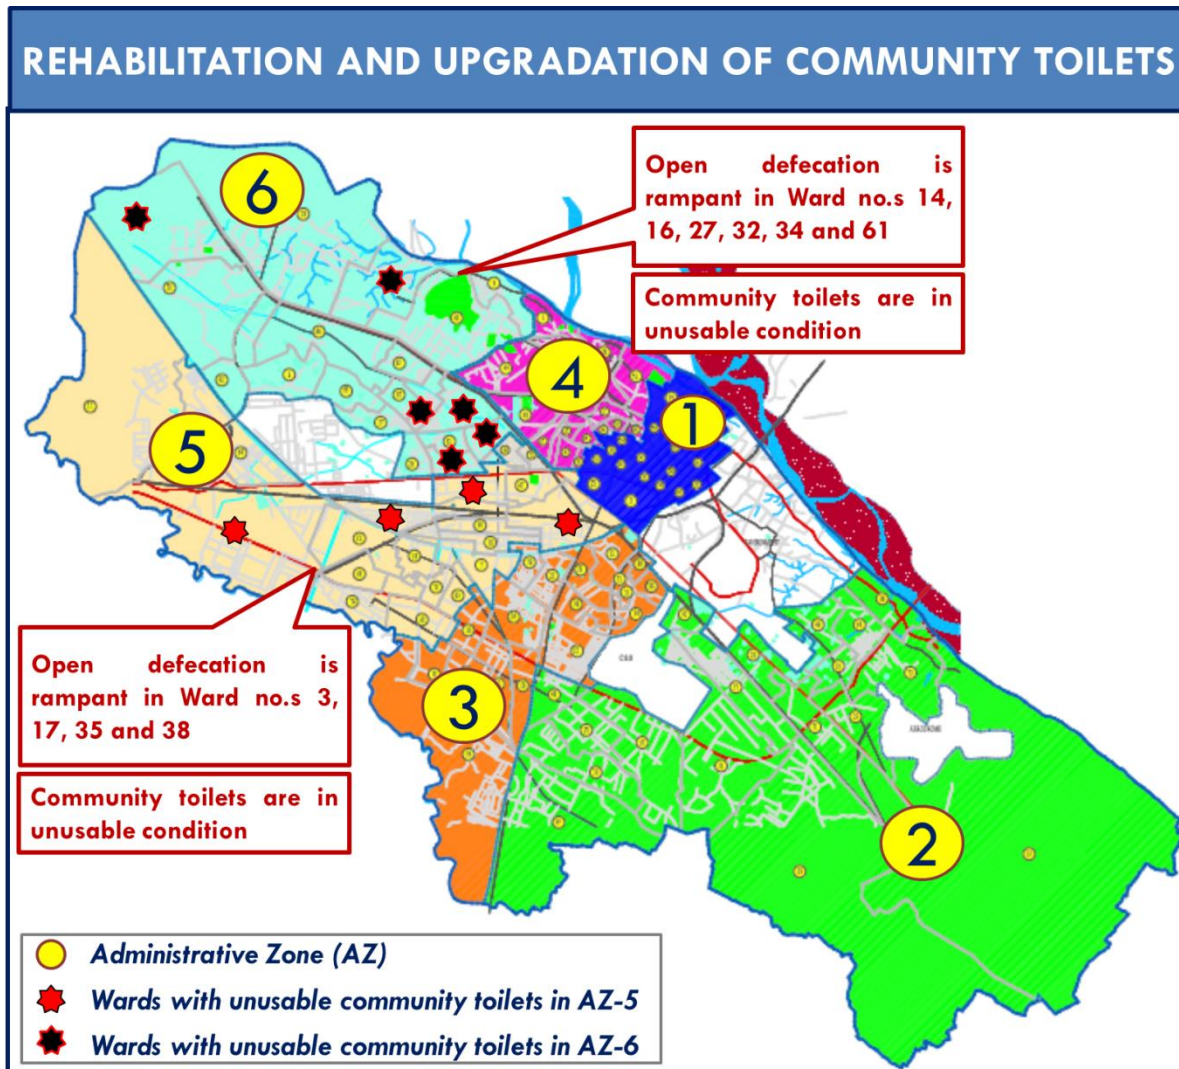 REHABILITATION AND UPGRADATION OF COMMUNITY TOILETS
6
Open defecation is
rampant in Ward no.s 14,
16, 27, 32, 34 and 61
Community toilets are in
unusable condition
4
1
5
Open defecation is
rampant in Ward no.s 3,
17, 35 and 38
Community toilets are in
unusable condition
3
2
Administrative Zone (AZ)
Wards with unusable community toilets in AZ-5
Wards with unusable community toilets in AZ-6